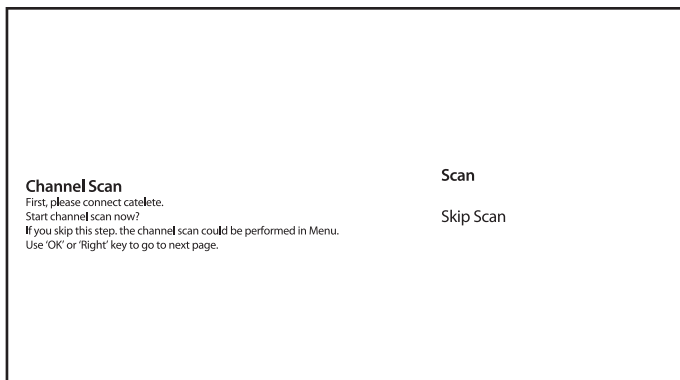 Channel Scan
First, please connect catelete.
Start channel scan now?
If you skip this step. the channel scan could be performed in Menu.
Use ‘OK’ or ‘Right’ key to go to next page.
Scan
Skip Scan